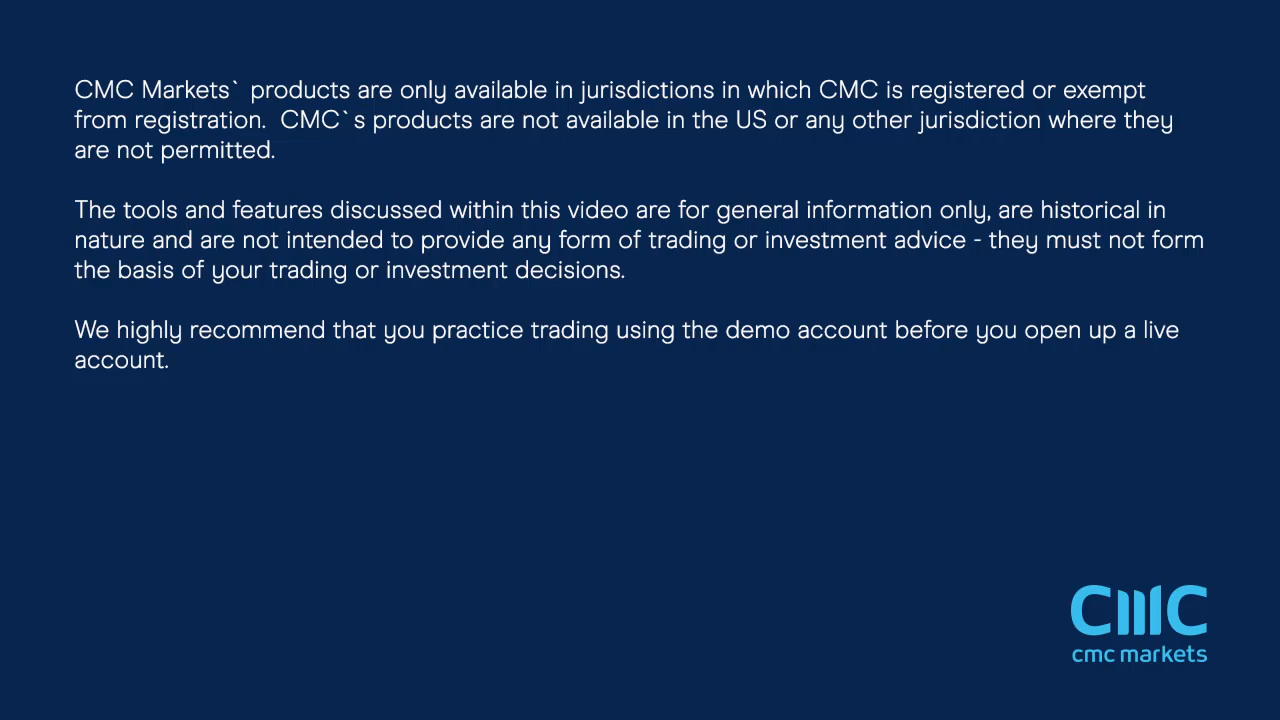 CMC Markets` products are only available in jurisdictions in which CMC is registered or exempt
from registration.  CMC`s products are not available in the US or any other jurisdiction where they
are not permitted.
The tools and features discussed within this video are for general information only, are historical in
nature and are not intended to provide any form of trading or investment advice - they must not form
the basis of your trading or investment decisions.
We highly recommend that you practice trading using the demo account before you open up a live
account.
CMC
cmc markets